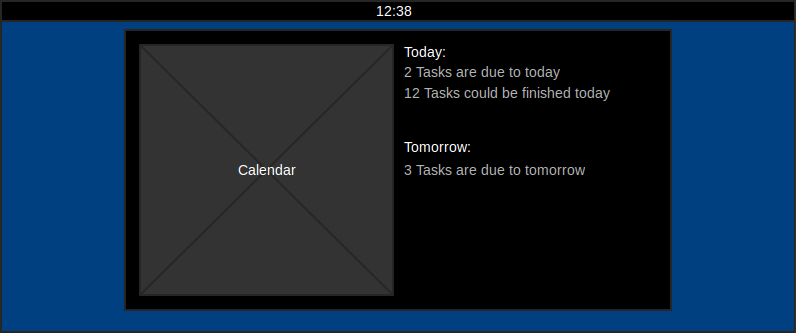 12:38
Today:
2 Tasks are due to today
12 Tasks could be finished today
Tomorrow:
3 Tasks are due to tomorrow
Calendar